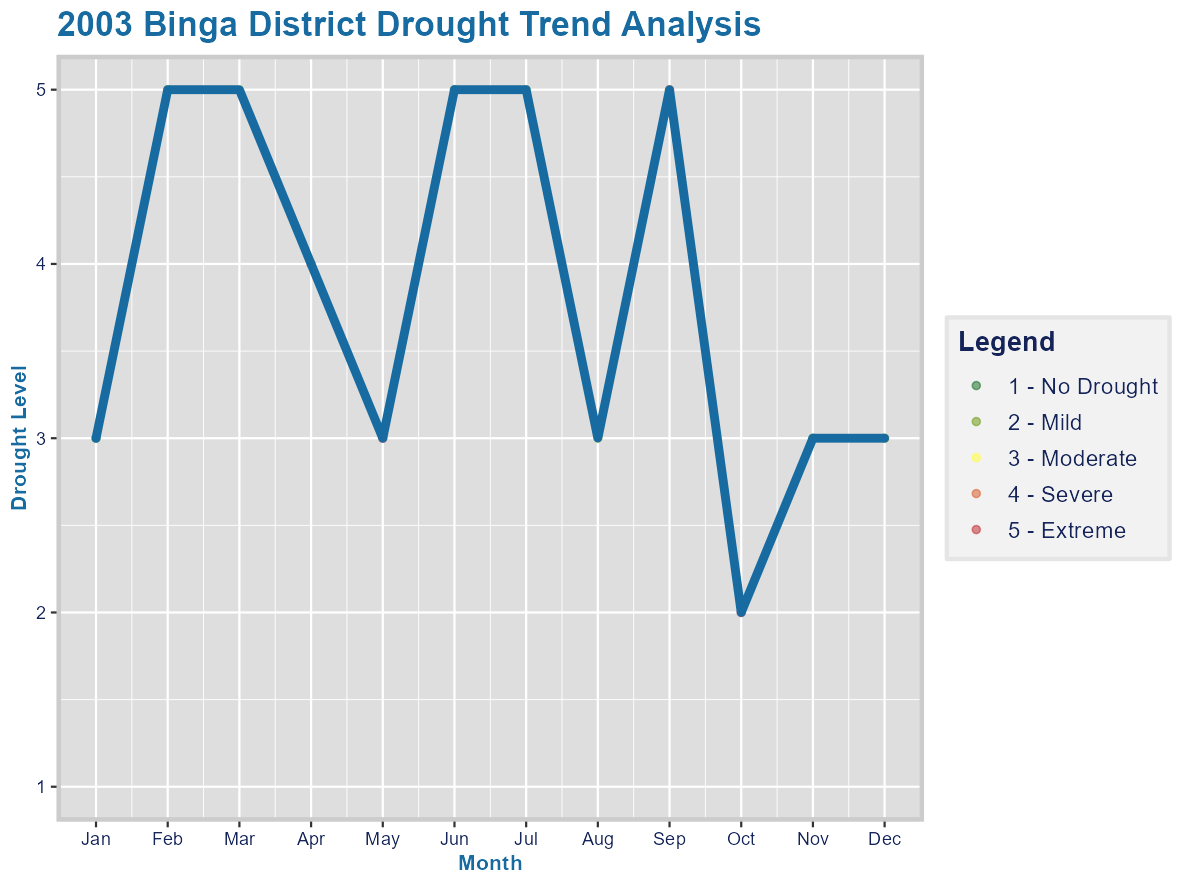 2003 Binga District Drought Trend Analysis
Drought Level
5
4
3
2
1
Jan Feb Mar Apr May Jun Jul Aug Sep Oct Nov Dec
Month
Legend
1 - No Drought
2 - Mild
3 - Moderate
4 - Severe
5 - Extreme